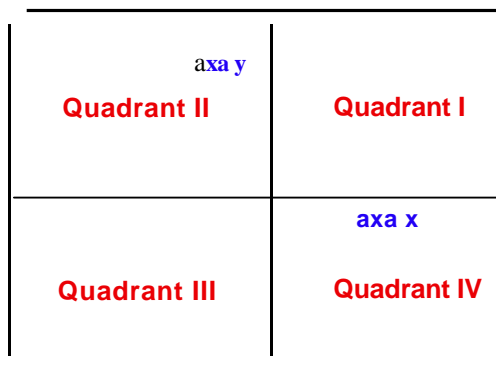 axa y
Quadrant II
Quadrant I
axa x
Quadrant III
Quadrant IV